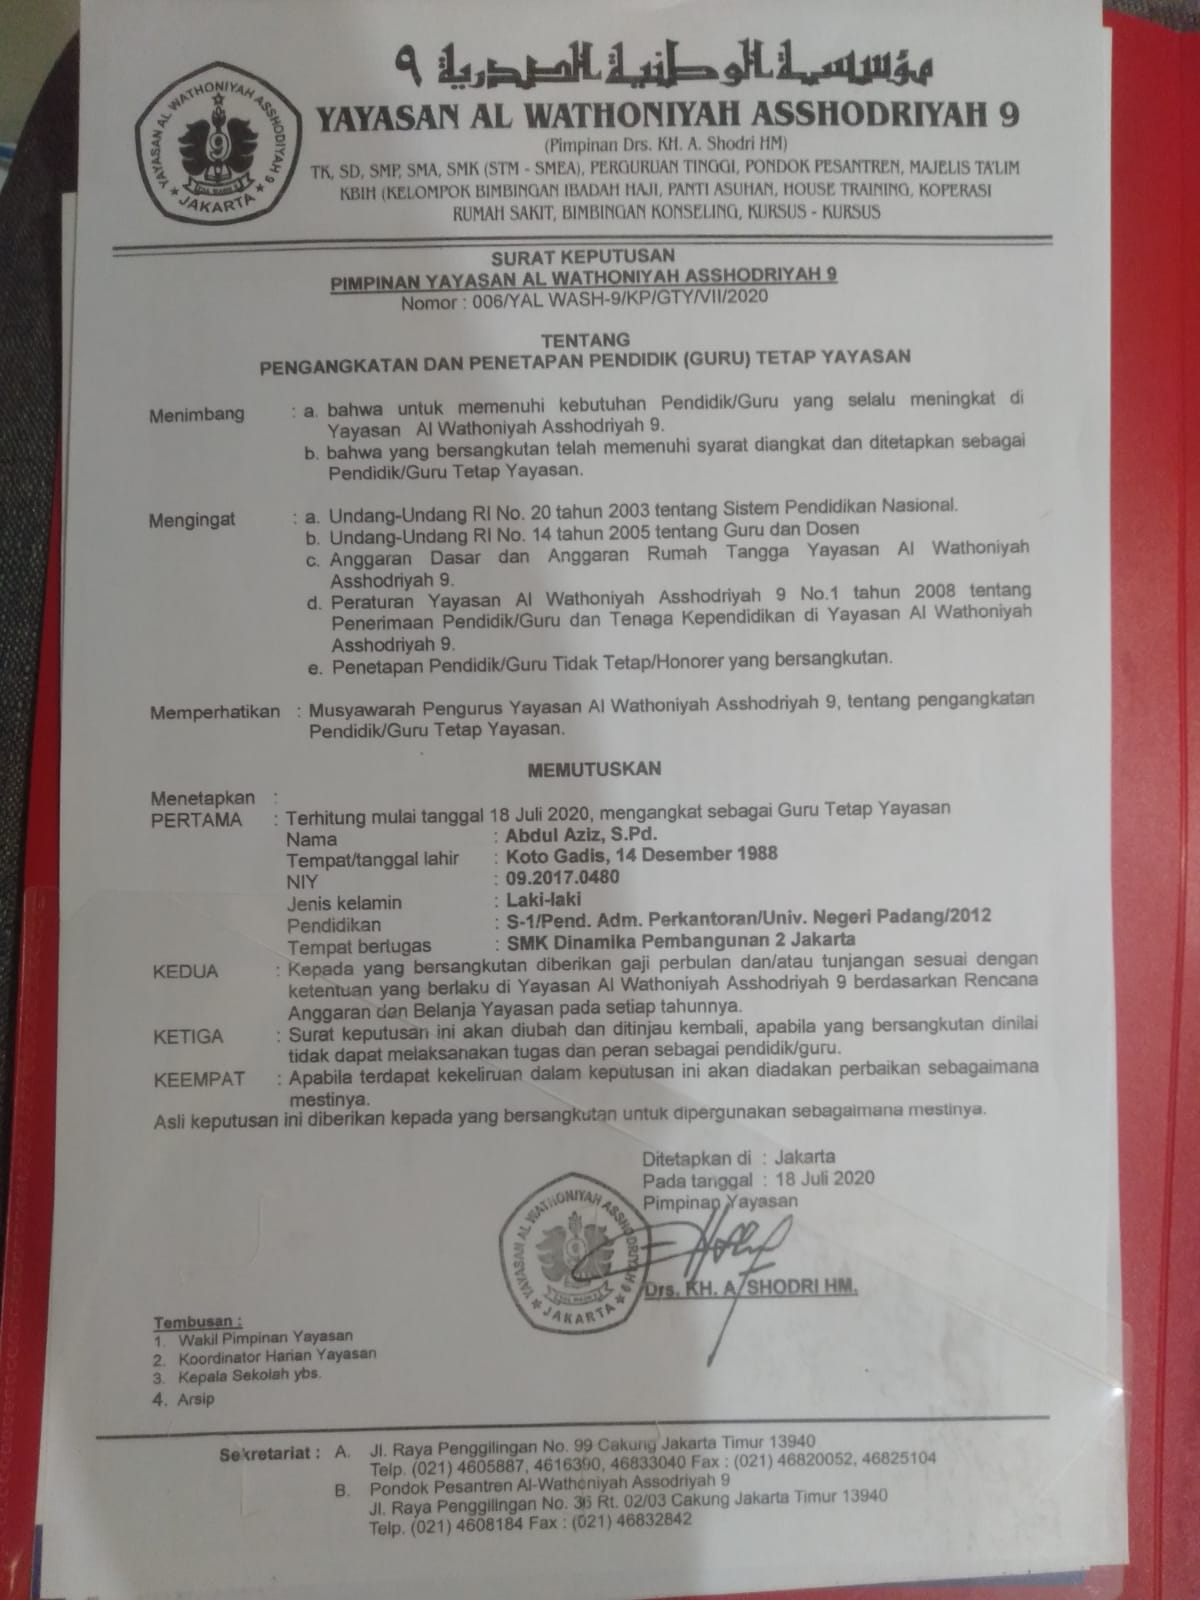 مؤسسة الوطنية الصدرية ٩
YAYASAN AL WATHONIYAH ASSHODRIYAH 9
(Pimpinan Drs. KH. A. Shodri HM)
TK, SD, SMP, SMA, SMK (STM - SMEA), PERGURUAN TINGGI, PONDOK PESANTREN, MAJELIS TA'LIM
KBIH (KELOMPOK BIMBINGAN IBADAH HAJI, PANTI ASUHAN, HOUSE TRAINING, KOPERASI
RUMAH SAKIT, BIMBINGAN KONSELING, KURSUS - KURSUS
YAYASAN AL WATHONIYAH ASSHODIYAH 9
9
JAKARTA
SURAT KEPUTUSAN
PIMPINAN YAYASAN AL WATHONIYAH ASSHODRIYAH 9
Nomor : 006/YAL WASH-9/KP/GTY/VII/2020
TENTANG
PENGANGKATAN DAN PENETAPAN PENDIDIK (GURU) TETAP YAYASAN
Menimbang : a. bahwa untuk memenuhi kebutuhan Pendidik/Guru yang selalu meningkat di
Yayasan Al Wathoniyah Asshodriyah 9.
b. bahwa yang bersangkutan telah memenuhi syarat diangkat dan ditetapkan sebagai
Pendidik/Guru Tetap Yayasan.
Mengingat : a. Undang-Undang RI No. 20 tahun 2003 tentang Sistem Pendidikan Nasional.
b. Undang-Undang RI No. 14 tahun 2005 tentang Guru dan Dosen
c. Anggaran Dasar dan Anggaran Rumah Tangga Yayasan Al Wathoniyah
Asshodriyah 9.
d. Peraturan Yayasan Al Wathoniyah Asshodriyah 9 No.1 tahun 2008 tentang
Penerimaan Pendidik/Guru dan Tenaga Kependidikan di Yayasan Al Wathoniyah
Asshodriyah 9.
e. Penetapan Pendidik/Guru Tidak Tetap/Honorer yang bersangkutan.
Memperhatikan : Musyawarah Pengurus Yayasan Al Wathoniyah Asshodriyah 9, tentang pengangkatan
Pendidik/Guru Tetap Yayasan.
MEMUTUSKAN
Menetapkan :
PERTAMA : Terhitung mulai tanggal 18 Juli 2020, mengangkat sebagai Guru Tetap Yayasan
Nama : Abdul Aziz, S.Pd.
Tempat/tanggal lahir : Koto Gadis, 14 Desember 1988
NIY : 09.2017.0480
Jenis kelamin : Laki-laki
Pendidikan : S-1/Pend. Adm. Perkantoran/Univ. Negeri Padang/2012
Tempat bertugas : SMK Dinamika Pembangunan 2 Jakarta
KEDUA : Kepada yang bersangkutan diberikan gaji perbulan dan/atau tunjangan sesuai dengan
ketentuan yang berlaku di Yayasan Al Wathoniyah Asshodriyah 9 berdasarkan Rencana
Anggaran dan Belanja Yayasan pada setiap tahunnya.
KETIGA : Surat keputusan ini akan diubah dan ditinjau kembali, apabila yang bersangkutan dinilai
tidak dapat melaksanakan tugas dan peran sebagai pendidik/guru.
KEEMPAT : Apabila terdapat kekeliruan dalam keputusan ini akan diadakan perbaikan sebagaimana
mestinya.
Asli keputusan ini diberikan kepada yang bersangkutan untuk dipergunakan sebagaimana mestinya.
Ditetapkan di : Jakarta
Pada tanggal : 18 Juli 2020
Pimpinan Yayasan
YAYASAN AL WATHONIYAH ASSHODRIYAH 9
9
JAKARTA
Drs. KH. A. SHODRI HM.
Tembusan :
1. Wakil Pimpinan Yayasan
2. Koordinator Harian Yayasan
3. Kepala Sekolah ybs.
4. Arsip
Sekretariat : A. Jl. Raya Penggilingan No. 99 Cakung Jakarta Timur 13940
Telp. (021) 4605887, 4616390, 46833040 Fax : (021) 46820052, 46825104
B. Pondok Pesantren Al-Wathoniyah Assodriyah 9
Jl. Raya Penggilingan No. 36 Rt. 02/03 Cakung Jakarta Timur 13940
Telp. (021) 4608184 Fax : (021) 46832842